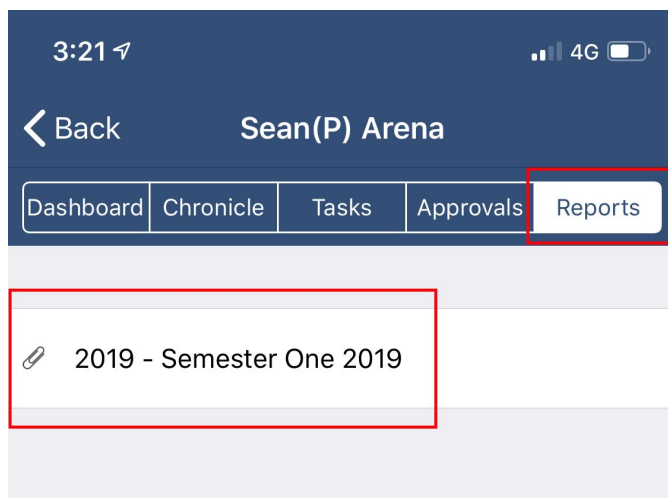 3:21 4G
Back Sean(P) Arena
Dashboard Chronicle Tasks Approvals Reports
2019 - Semester One 2019